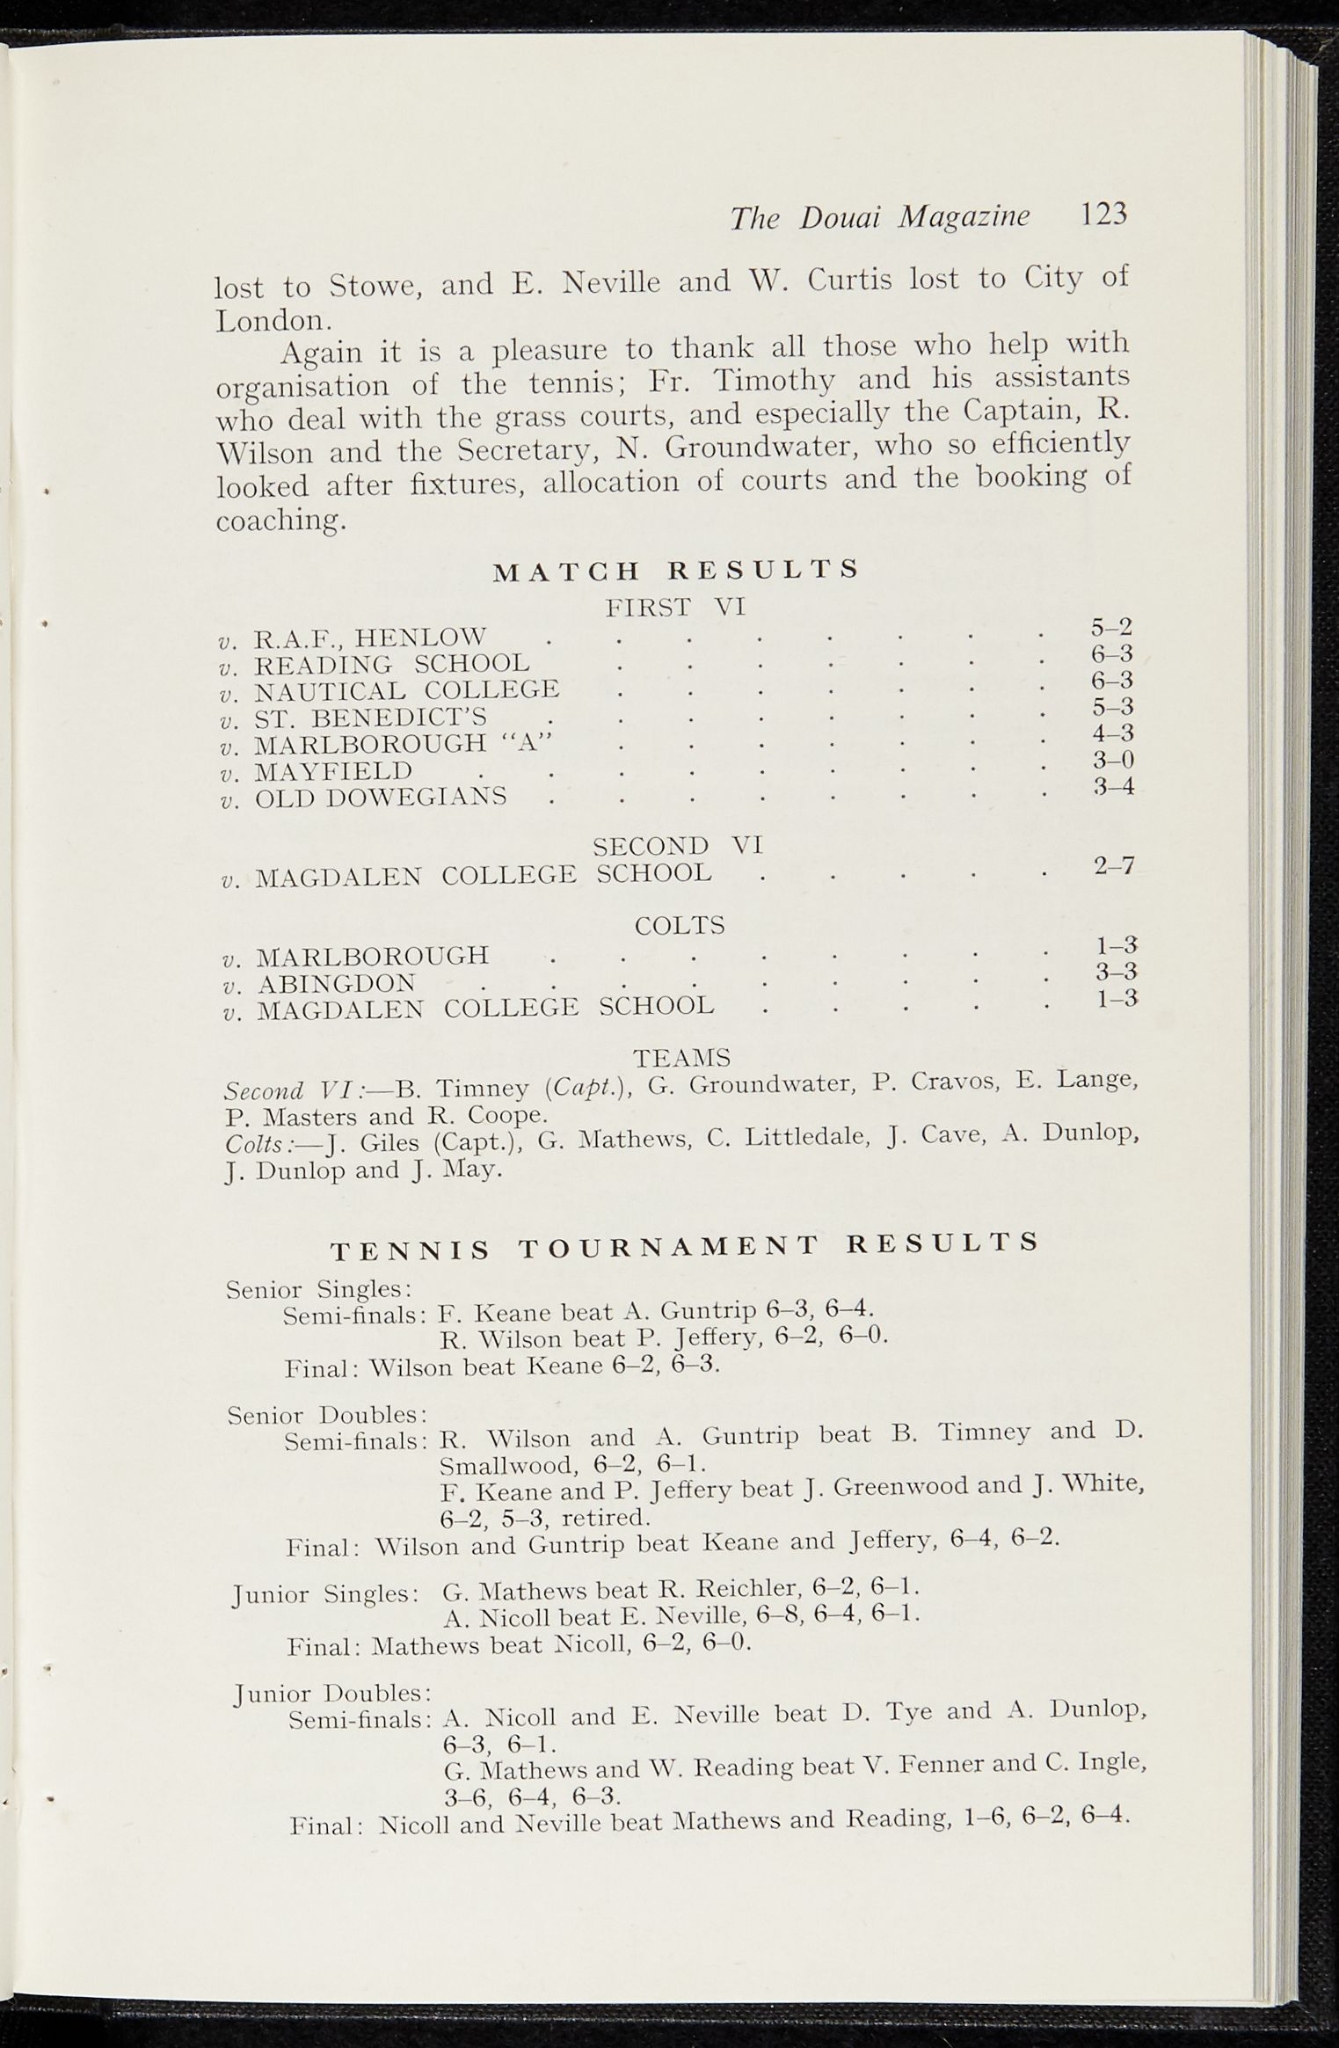 The Douai Magazine 123
lost to Stowe, and E. Neville and W. Curtis lost to City of
London.
Again it is a pleasure to thank all those who help with
organisation of the tennis; Fr. Timothy and his assistants
who deal with the grass courts, and especially the Captain, R.
Wilson and the Secretary, N. Groundwater, who so efficiently
looked after fixtures, allocation of courts and the booking of
coaching.
MATCH RESULTS
FIRST VI
v. R.A.F., HENLOW . . . . . . . . 5–2
v. READING SCHOOL . . . . . . . 6–3
v. NAUTICAL COLLEGE . . . . . . . 6–3
v. ST. BENEDICT'S . . . . . . . . 5–3
v. MARLBOROUGH "A" . . . . . . . 4–3
v. MAYFIELD . . . . . . . . . 3–0
v. OLD DOWEGIANS . . . . . . . . 3–4
SECOND VI
v. MAGDALEN COLLEGE SCHOOL . . . . . 2–7
COLTS
v. MARLBOROUGH . . . . . . . . 1–3
v. ABINGDON . . . . . . . . . 3–3
v. MAGDALEN COLLEGE SCHOOL . . . . . 1–3
TEAMS
Second VI:—B. Timney (Capt.), G. Groundwater, P. Cravos, E. Lange,
P. Masters and R. Coope.
Colts:—J. Giles (Capt.), G. Mathews, C. Littledale, J. Cave, A. Dunlop,
J. Dunlop and J. May.
TENNIS TOURNAMENT RESULTS
Senior Singles:
Semi-finals: F. Keane beat A. Guntrip 6–3, 6–4.
R. Wilson beat P. Jeffery, 6–2, 6–0.
Final: Wilson beat Keane 6–2, 6–3.
Senior Doubles:
Semi-finals: R. Wilson and A. Guntrip beat B. Timney and D.
Smallwood, 6–2, 6–1.
F. Keane and P. Jeffery beat J. Greenwood and J. White,
6–2, 5–3, retired.
Final: Wilson and Guntrip beat Keane and Jeffery, 6–4, 6–2.
Junior Singles: G. Mathews beat R. Reichler, 6–2, 6–1.
A. Nicoll beat E. Neville, 6–8, 6–4, 6–1.
Final: Mathews beat Nicoll, 6–2, 6–0.
Junior Doubles:
Semi-finals: A. Nicoll and E. Neville beat D. Tye and A. Dunlop,
6–3, 6–1.
G. Mathews and W. Reading beat V. Fenner and C. Ingle,
3–6, 6–4, 6–3.
Final: Nicoll and Neville beat Mathews and Reading, 1–6, 6–2, 6–4.